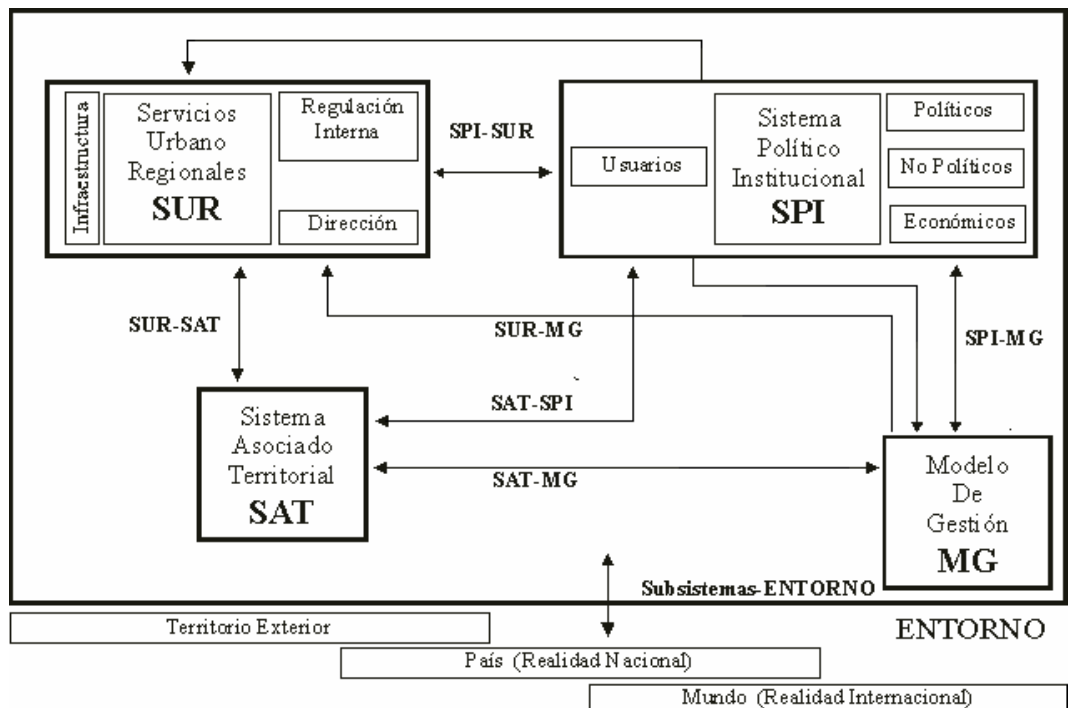 Infraestructura
Servicios
Urbano
Regionales
SUR
Regulación
Interna
Dirección
SPI-SUR
Usuarios
Sistema
Político
Institucional
SPI
Políticos
No Políticos
Económicos
SUR-SAT
SUR-MG
SPI-MG
SAT-SPI
Sistema
Asociado
Territorial
SAT
SAT-MG
Modelo
De
Gestión
MG
Subsistemas-ENTORNO
Territorio Exterior
ENTORNO
País (Realidad Nacional)
Mundo (Realidad Internacional)